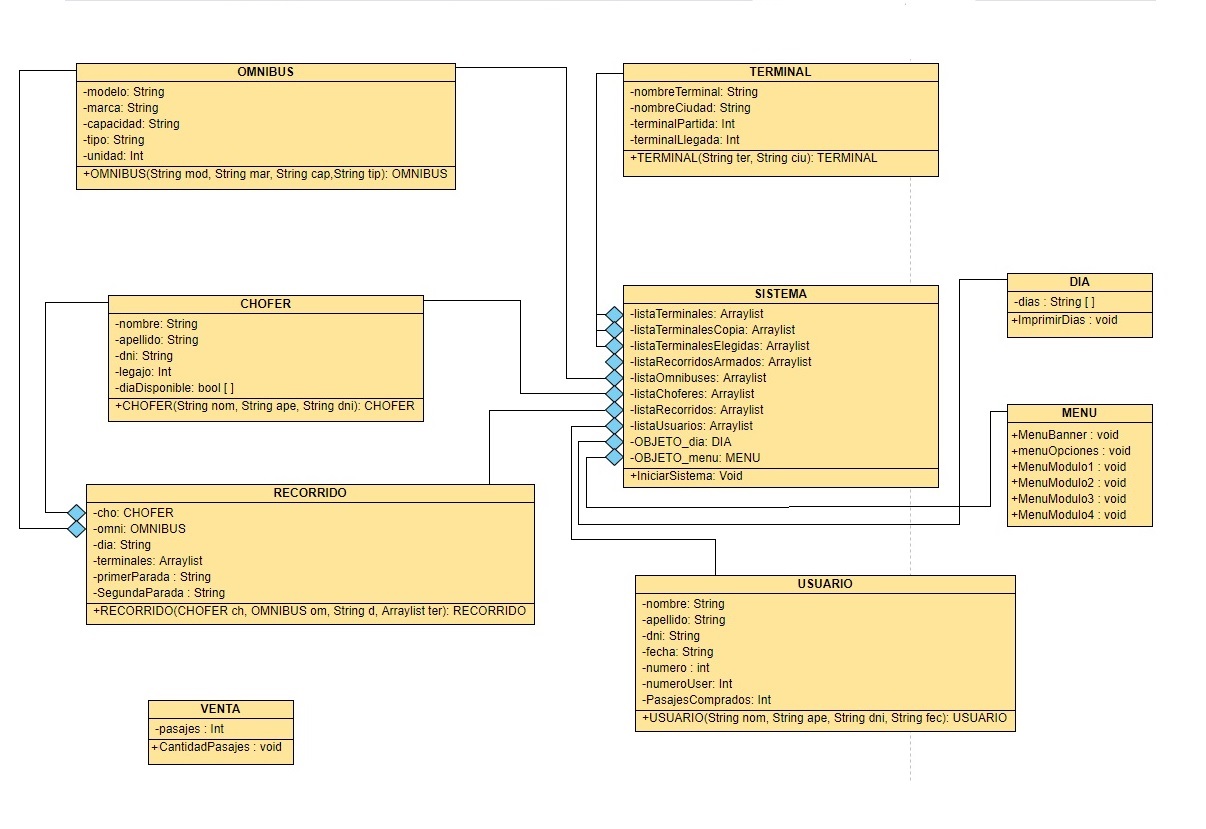 OMNIBUS
-modelo: String
-marca: String
-capacidad: String
-tipo: String
-unidad: Int
+OMNIBUS(String mod, String mar, String cap,String tip): OMNIBUS
TERMINAL
-nombreTerminal: String
-nombreCiudad: String
-terminalPartida: Int
-terminalLlegada: Int
+TERMINAL(String ter, String ciu): TERMINAL
CHOFER
-nombre: String
-apellido: String
-dni: String
-legajo: Int
-diaDisponible: bool [ ]
+CHOFER(String nom, String ape, String dni): CHOFER
SISTEMA
-listaTerminales: Arraylist
-listaTerminalesCopia: Arraylist
-listaTerminalesElegidas: Arraylist
-listaRecorridosArmados: Arraylist
-listaOmnibuses: Arraylist
-listaChoferes: Arraylist
-listaRecorridos: Arraylist
-listaUsuarios: Arraylist
-OBJETO_dia: DIA
-OBJETO_menu: MENU
+IniciarSistema: Void
DIA
-dias : String [ ]
+ImprimirDias : void
MENU
+MenuBanner : void
+menuOpciones : void
+MenuModulo1 : void
+MenuModulo2 : void
+MenuModulo3 : void
+MenuModulo4 : void
RECORRIDO
-cho: CHOFER
-omni: OMNIBUS
-dia: String
-terminales: Arraylist
-primerParada : String
-SegundaParada : String
+RECORRIDO(CHOFER ch, OMNIBUS om, String d, Arraylist ter): RECORRIDO
USUARIO
-nombre: String
-apellido: String
-dni: String
-fecha: String
-numero : int
-numeroUser: Int
-PasajesComprados: Int
+USUARIO(String nom, String ape, String dni, String fec): USUARIO
VENTA
-pasajes : Int
+CantidadPasajes : void